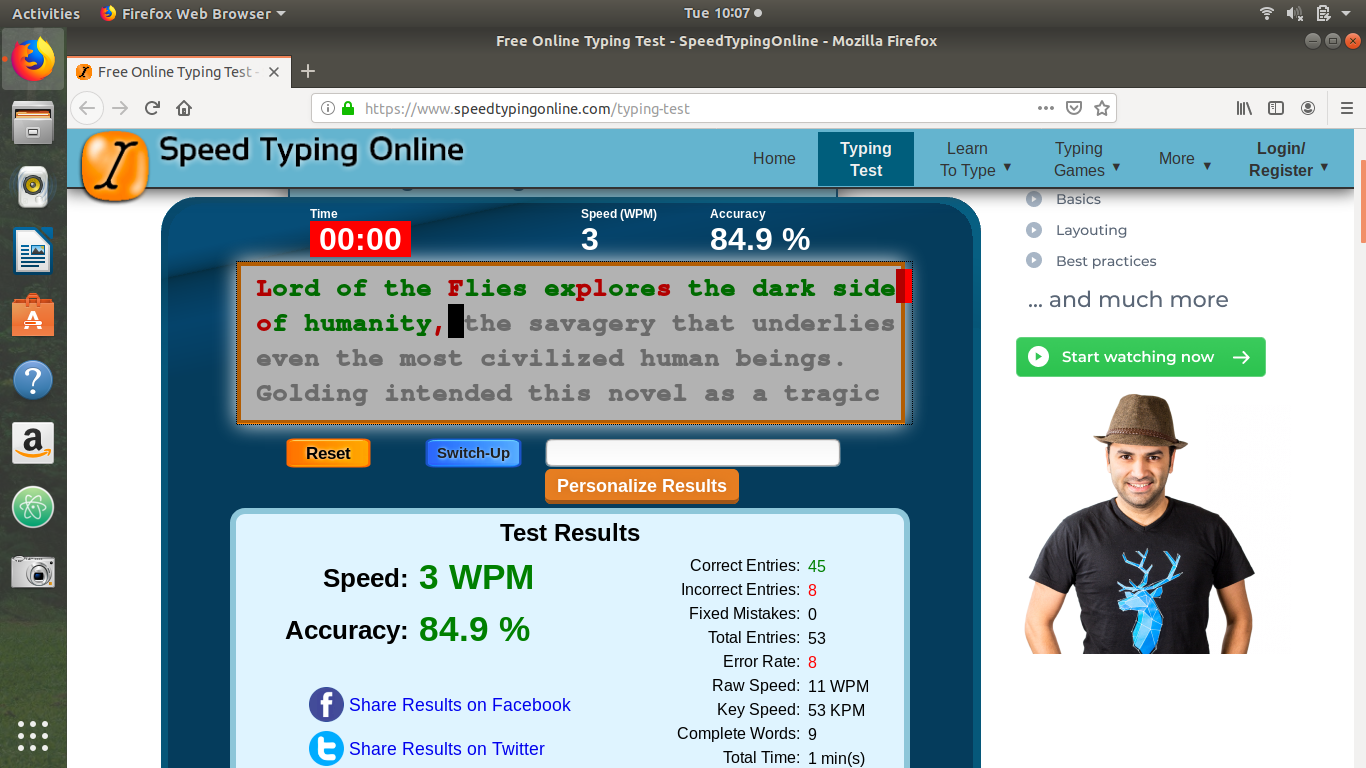 Activities Firefox Web Browser Tue 10:07
Free Online Typing Test - SpeedTypingOnline - Mozilla Firefox
Free Online Typing Test -
https://www.speedtypingonline.com/typing-test
Speed Typing Online
Home
Typing Test
Learn To Type
Typing Games
More
Login/ Register
Time
00:00
Speed (WPM)
3
Accuracy
84.9 %
Lord of the Flies explores the dark side
of humanity, the savagery that underlies
even the most civilized human beings.
Golding intended this novel as a tragic
Reset Switch-Up
Personalize Results
Test Results
Speed: 3 WPM
Accuracy: 84.9 %
Share Results on Facebook
Share Results on Twitter
Correct Entries: 45
Incorrect Entries: 8
Fixed Mistakes: 0
Total Entries: 53
Error Rate: 8
Raw Speed: 11 WPM
Key Speed: 53 KPM
Complete Words: 9
Total Time: 1 min(s)
Basics
Layouting
Best practices
... and much more
Start watching now